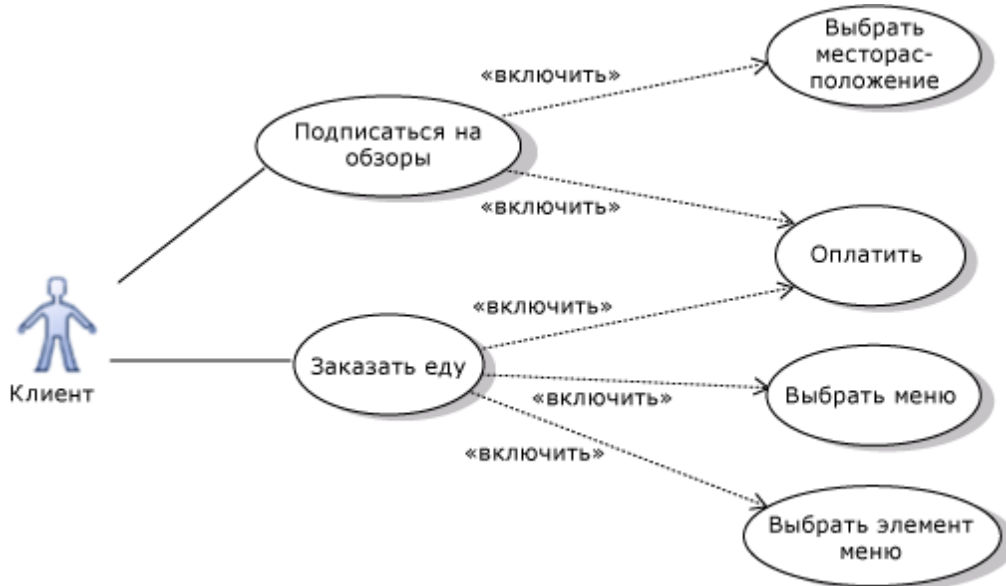 Выбрать
месторас-
положение
«включить»
Подписаться на
обзоры
«включить»
Оплатить
«включить»
Заказать еду
Клиент
«включить»
Выбрать меню
«включить»
Выбрать элемент
меню